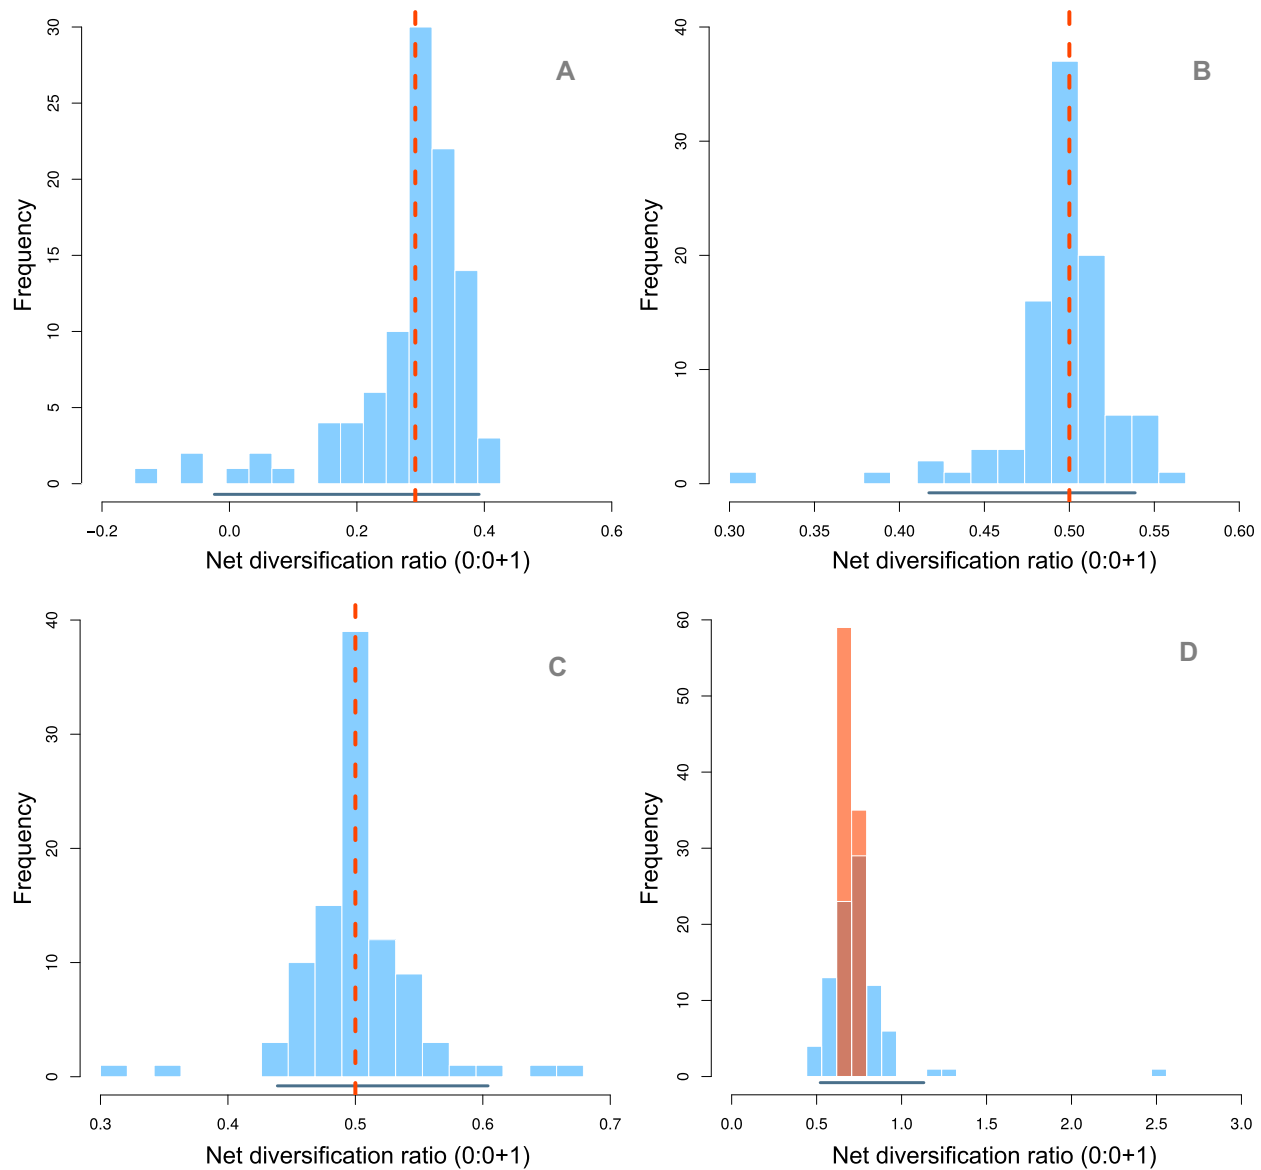 A
Frequency
30
25
20
15
10
5
0
−0.2 0.0 0.2 0.4 0.6
Net diversification ratio (0:0+1)
B
Frequency
40
30
20
10
0
0.30 0.35 0.40 0.45 0.50 0.55 0.60
Net diversification ratio (0:0+1)
C
Frequency
40
30
20
10
0
0.3 0.4 0.5 0.6 0.7
Net diversification ratio (0:0+1)
D
Frequency
60
50
40
30
20
10
0
0.0 0.5 1.0 1.5 2.0 2.5 3.0
Net diversification ratio (0:0+1)